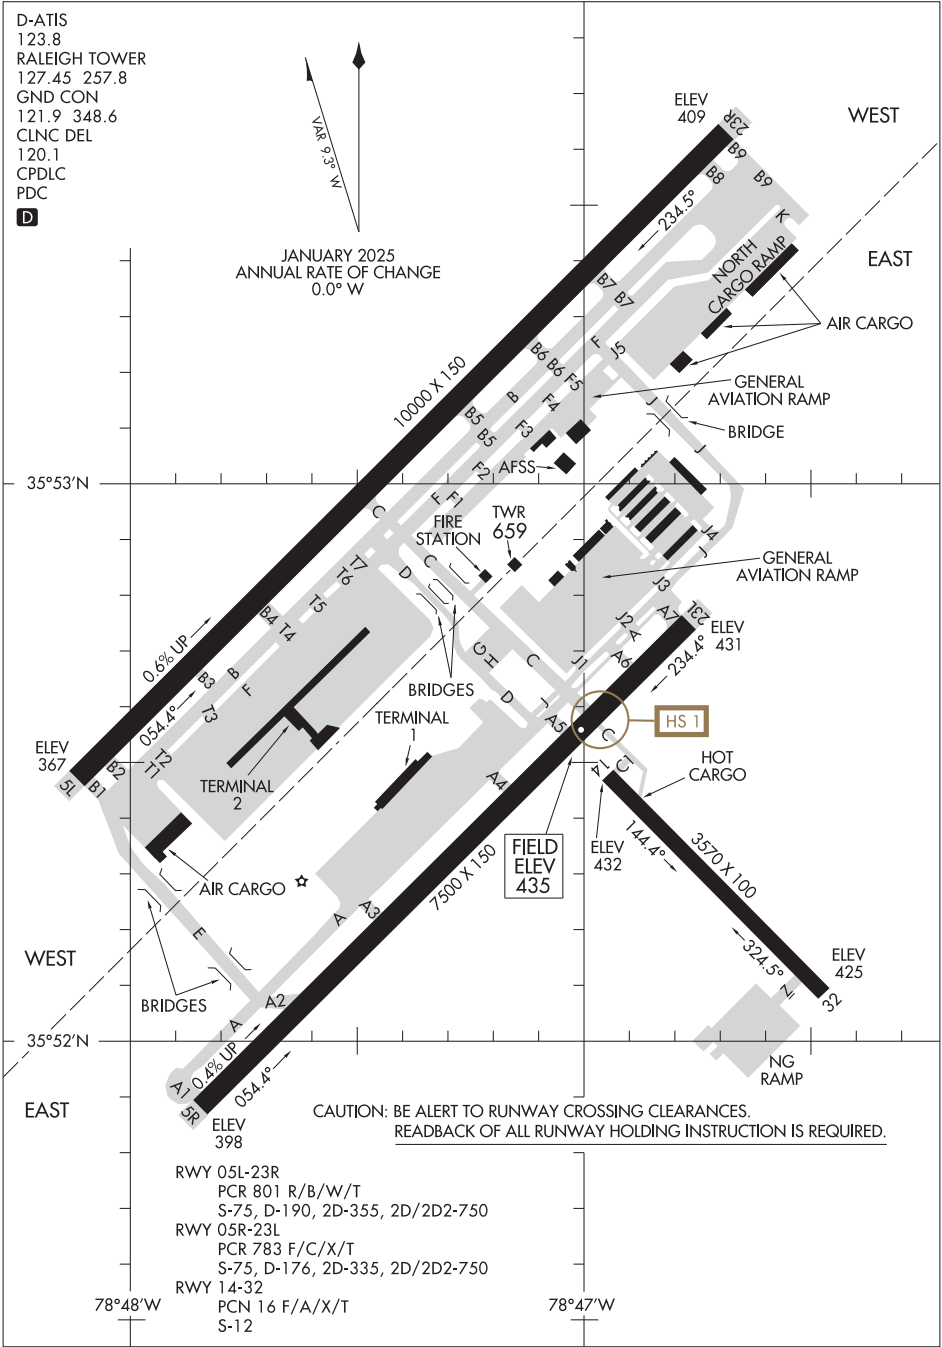 D-ATIS
123.8
RALEIGH TOWER
127.45 257.8
GND CON
121.9 348.6
CLNC DEL
120.1
CPDLC
PDC
D
VAR 9.3° W
JANUARY 2025
ANNUAL RATE OF CHANGE
0.0° W
ELEV
409
23R
WEST
B9
B8
B9
K
234.5°
EAST
NORTH
CARGO RAMP
AIR CARGO
B7
B7
F
J5
B6
B6
F5
GENERAL
AVIATION RAMP
10000 X 150
B
F4
J
BRIDGE
B5
B5
F3
J
AFSS
F2
35°53'N
F
F1
C
FIRE
STATION
TWR
659
J4
J
GENERAL
AVIATION RAMP
T7
T6
D
C
J3
T5
B4
T4
J2
A
A7
23L
ELEV
431
0.6% UP
B3
B
F
G
H
C
J1
A6
234.4°
BRIDGES
054.4°
T3
D
J
A5
C
HS 1
TERMINAL
1
ELEV
367
5L
B1
B2
T2
T1
TERMINAL
2
A4
14
C
HOT
CARGO
FIELD
ELEV
435
ELEV
432
144.4°
3570 X 100
7500 X 150
AIR CARGO
A
A3
E
WEST
324.5°
ELEV
425
BRIDGES
A2
32
A
35°52'N
0.4% UP
A1
054.4°
5R
NG
RAMP
EAST
ELEV
398
CAUTION: BE ALERT TO RUNWAY CROSSING CLEARANCES.
READBACK OF ALL RUNWAY HOLDING INSTRUCTION IS REQUIRED.
RWY 05L-23R
PCR 801 R/B/W/T
S-75, D-190, 2D-355, 2D/2D2-750
RWY 05R-23L
PCR 783 F/C/X/T
S-75, D-176, 2D-335, 2D/2D2-750
RWY 14-32
PCN 16 F/A/X/T
S-12
78°48'W
78°47'W